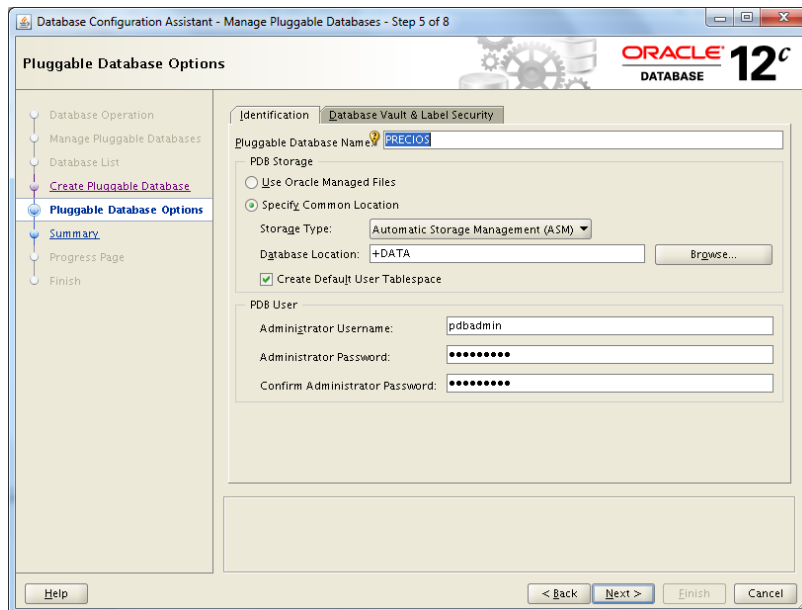 Database Configuration Assistant - Manage Pluggable Databases - Step 5 of 8
Pluggable Database Options
ORACLE DATABASE 12c
Database Operation
Manage Pluggable Databases
Database List
Create Pluggable Database
Pluggable Database Options
Summary
Progress Page
Finish
Identification Database Vault & Label Security
Pluggable Database Name: PRECIOS
PDB Storage
Use Oracle Managed Files
Specify Common Location
Storage Type: Automatic Storage Management (ASM)
Database Location: +DATA Browse...
Create Default User Tablespace
PDB User
Administrator Username: pdbadmin
Administrator Password: •••••••••
Confirm Administrator Password: •••••••••
Help < Back Next > Finish Cancel